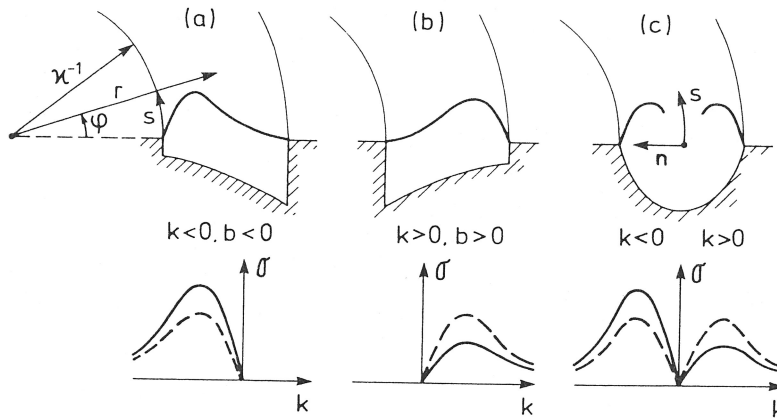 (a) (b) (c)
ϰ⁻¹
r
s
φ
s
n
k<0, b<0
k>0, b>0
k<0 k>0
σ σ σ
k k k